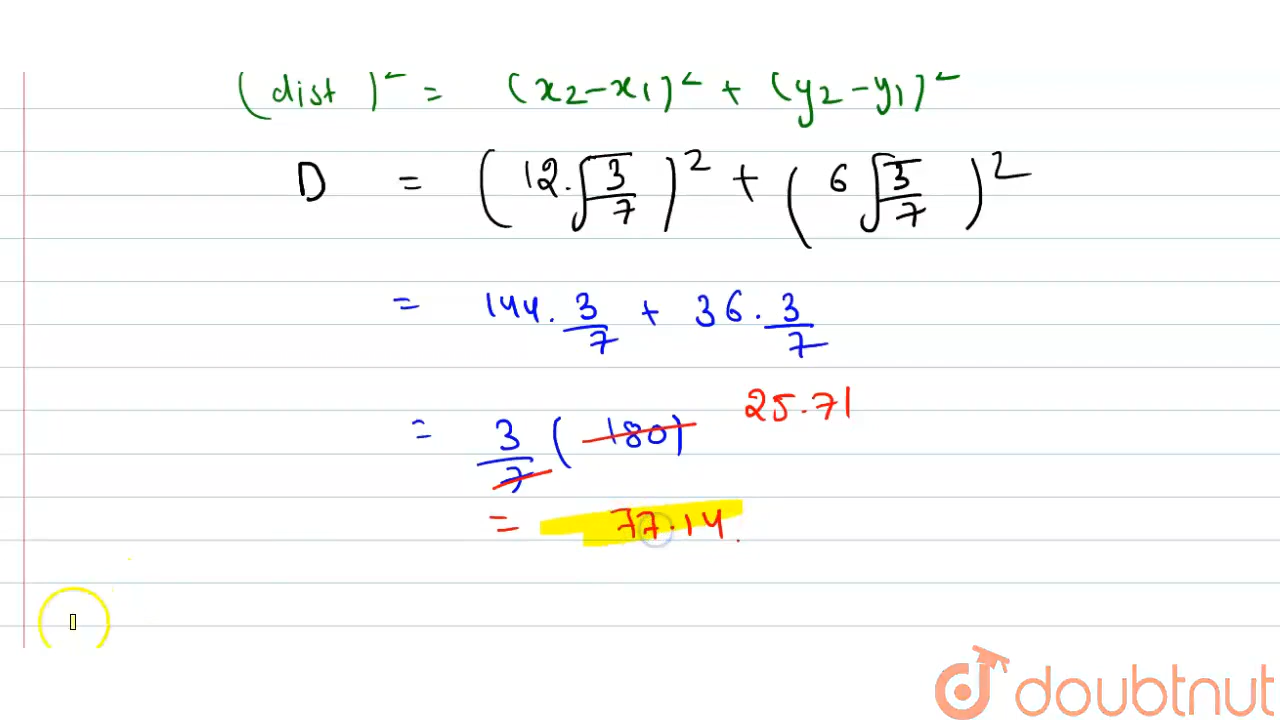 (dist)² = (x2-x1)² + (y2-y1)²
D = (12.√3/7)² + (6√3/7)²
= 144.3/7 + 36.3/7
25.71
= 3/7 (180)
= 77.14.
doubtnut